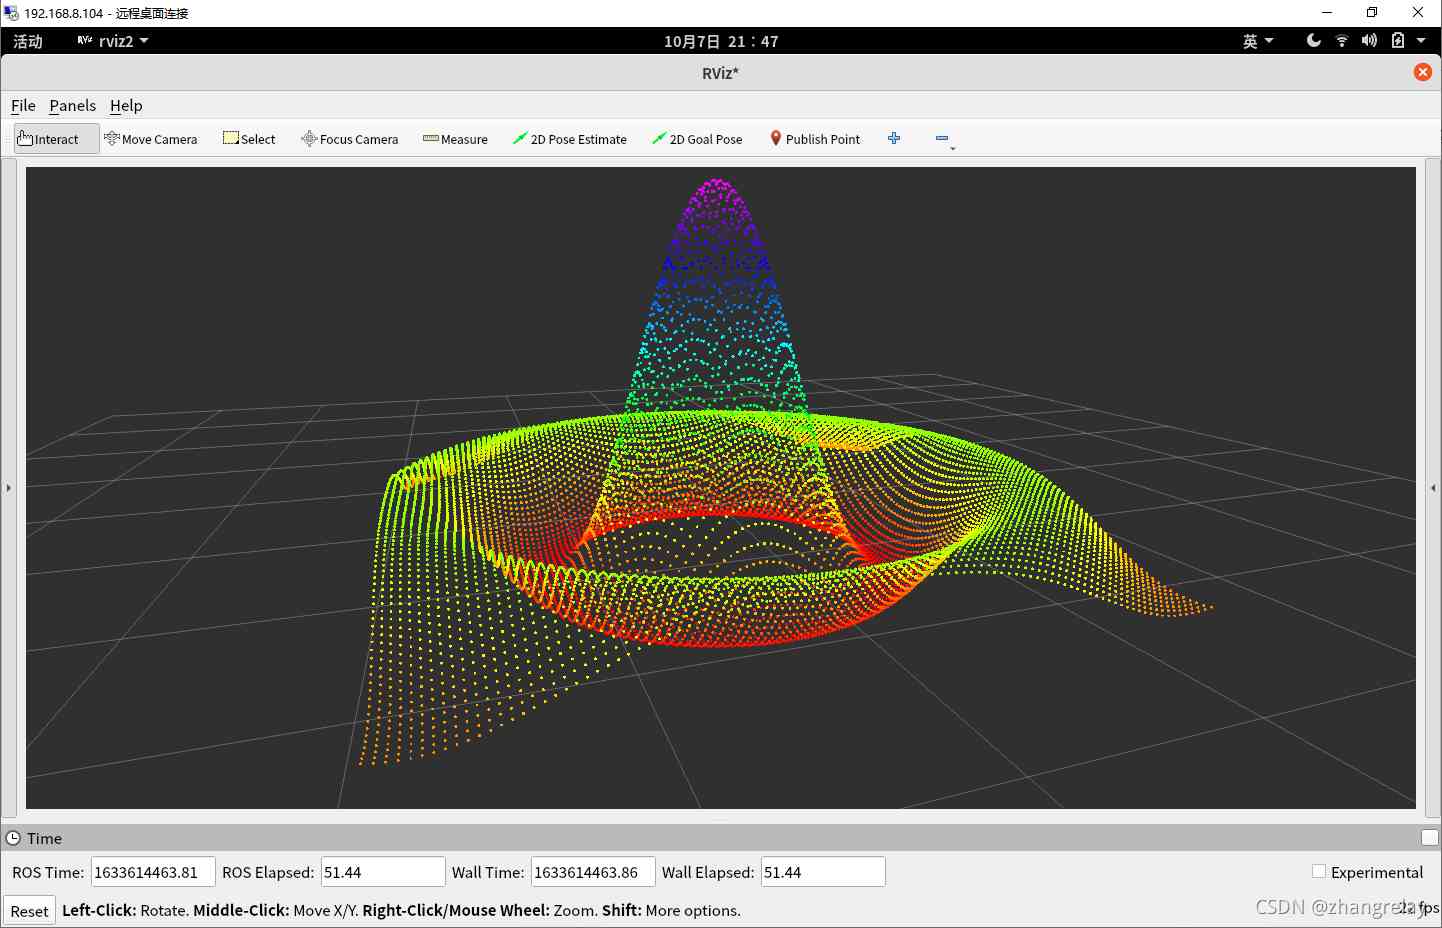 192.168.8.104 - 远程桌面连接
活动 RViz rviz2 10月7日 21：47 英
RViz*
File Panels Help
Interact Move Camera Select Focus Camera Measure 2D Pose Estimate 2D Goal Pose Publish Point
Time
ROS Time: 1633614463.81 ROS Elapsed: 51.44 Wall Time: 1633614463.86 Wall Elapsed: 51.44 Experimental
Reset Left-Click: Rotate. Middle-Click: Move X/Y. Right-Click/Mouse Wheel: Zoom. Shift: More options. fps
CSDN @zhangrelay